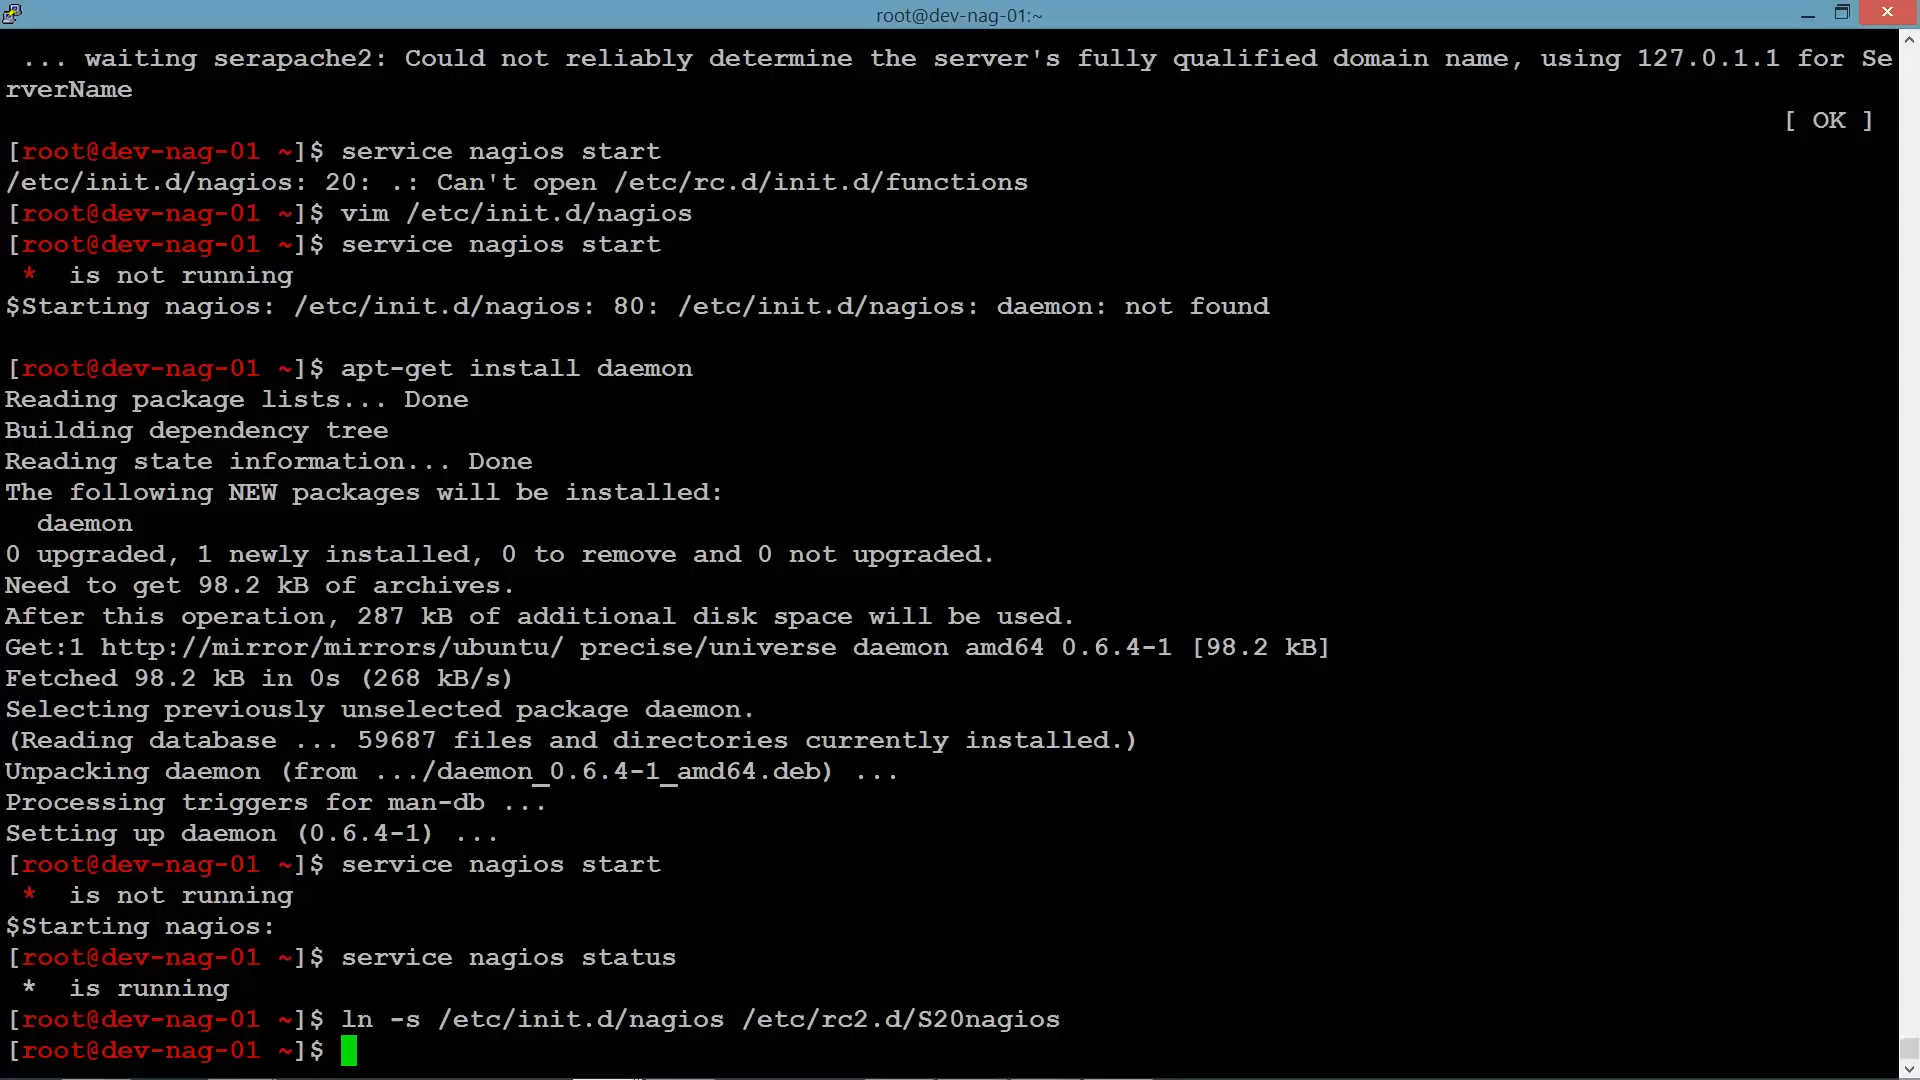 root@dev-nag-01:~
... waiting serapache2: Could not reliably determine the server's fully qualified domain name, using 127.0.1.1 for Se
rverName
[ OK ]
[root@dev-nag-01 ~]$ service nagios start
/etc/init.d/nagios: 20: .: Can't open /etc/rc.d/init.d/functions
[root@dev-nag-01 ~]$ vim /etc/init.d/nagios
[root@dev-nag-01 ~]$ service nagios start
 *  is not running
$Starting nagios: /etc/init.d/nagios: 80: /etc/init.d/nagios: daemon: not found
[root@dev-nag-01 ~]$ apt-get install daemon
Reading package lists... Done
Building dependency tree
Reading state information... Done
The following NEW packages will be installed:
  daemon
0 upgraded, 1 newly installed, 0 to remove and 0 not upgraded.
Need to get 98.2 kB of archives.
After this operation, 287 kB of additional disk space will be used.
Get:1 http://mirror/mirrors/ubuntu/ precise/universe daemon amd64 0.6.4-1 [98.2 kB]
Fetched 98.2 kB in 0s (268 kB/s)
Selecting previously unselected package daemon.
(Reading database ... 59687 files and directories currently installed.)
Unpacking daemon (from .../daemon_0.6.4-1_amd64.deb) ...
Processing triggers for man-db ...
Setting up daemon (0.6.4-1) ...
[root@dev-nag-01 ~]$ service nagios start
 *  is not running
$Starting nagios:
[root@dev-nag-01 ~]$ service nagios status
 *  is running
[root@dev-nag-01 ~]$ ln -s /etc/init.d/nagios /etc/rc2.d/S20nagios
[root@dev-nag-01 ~]$